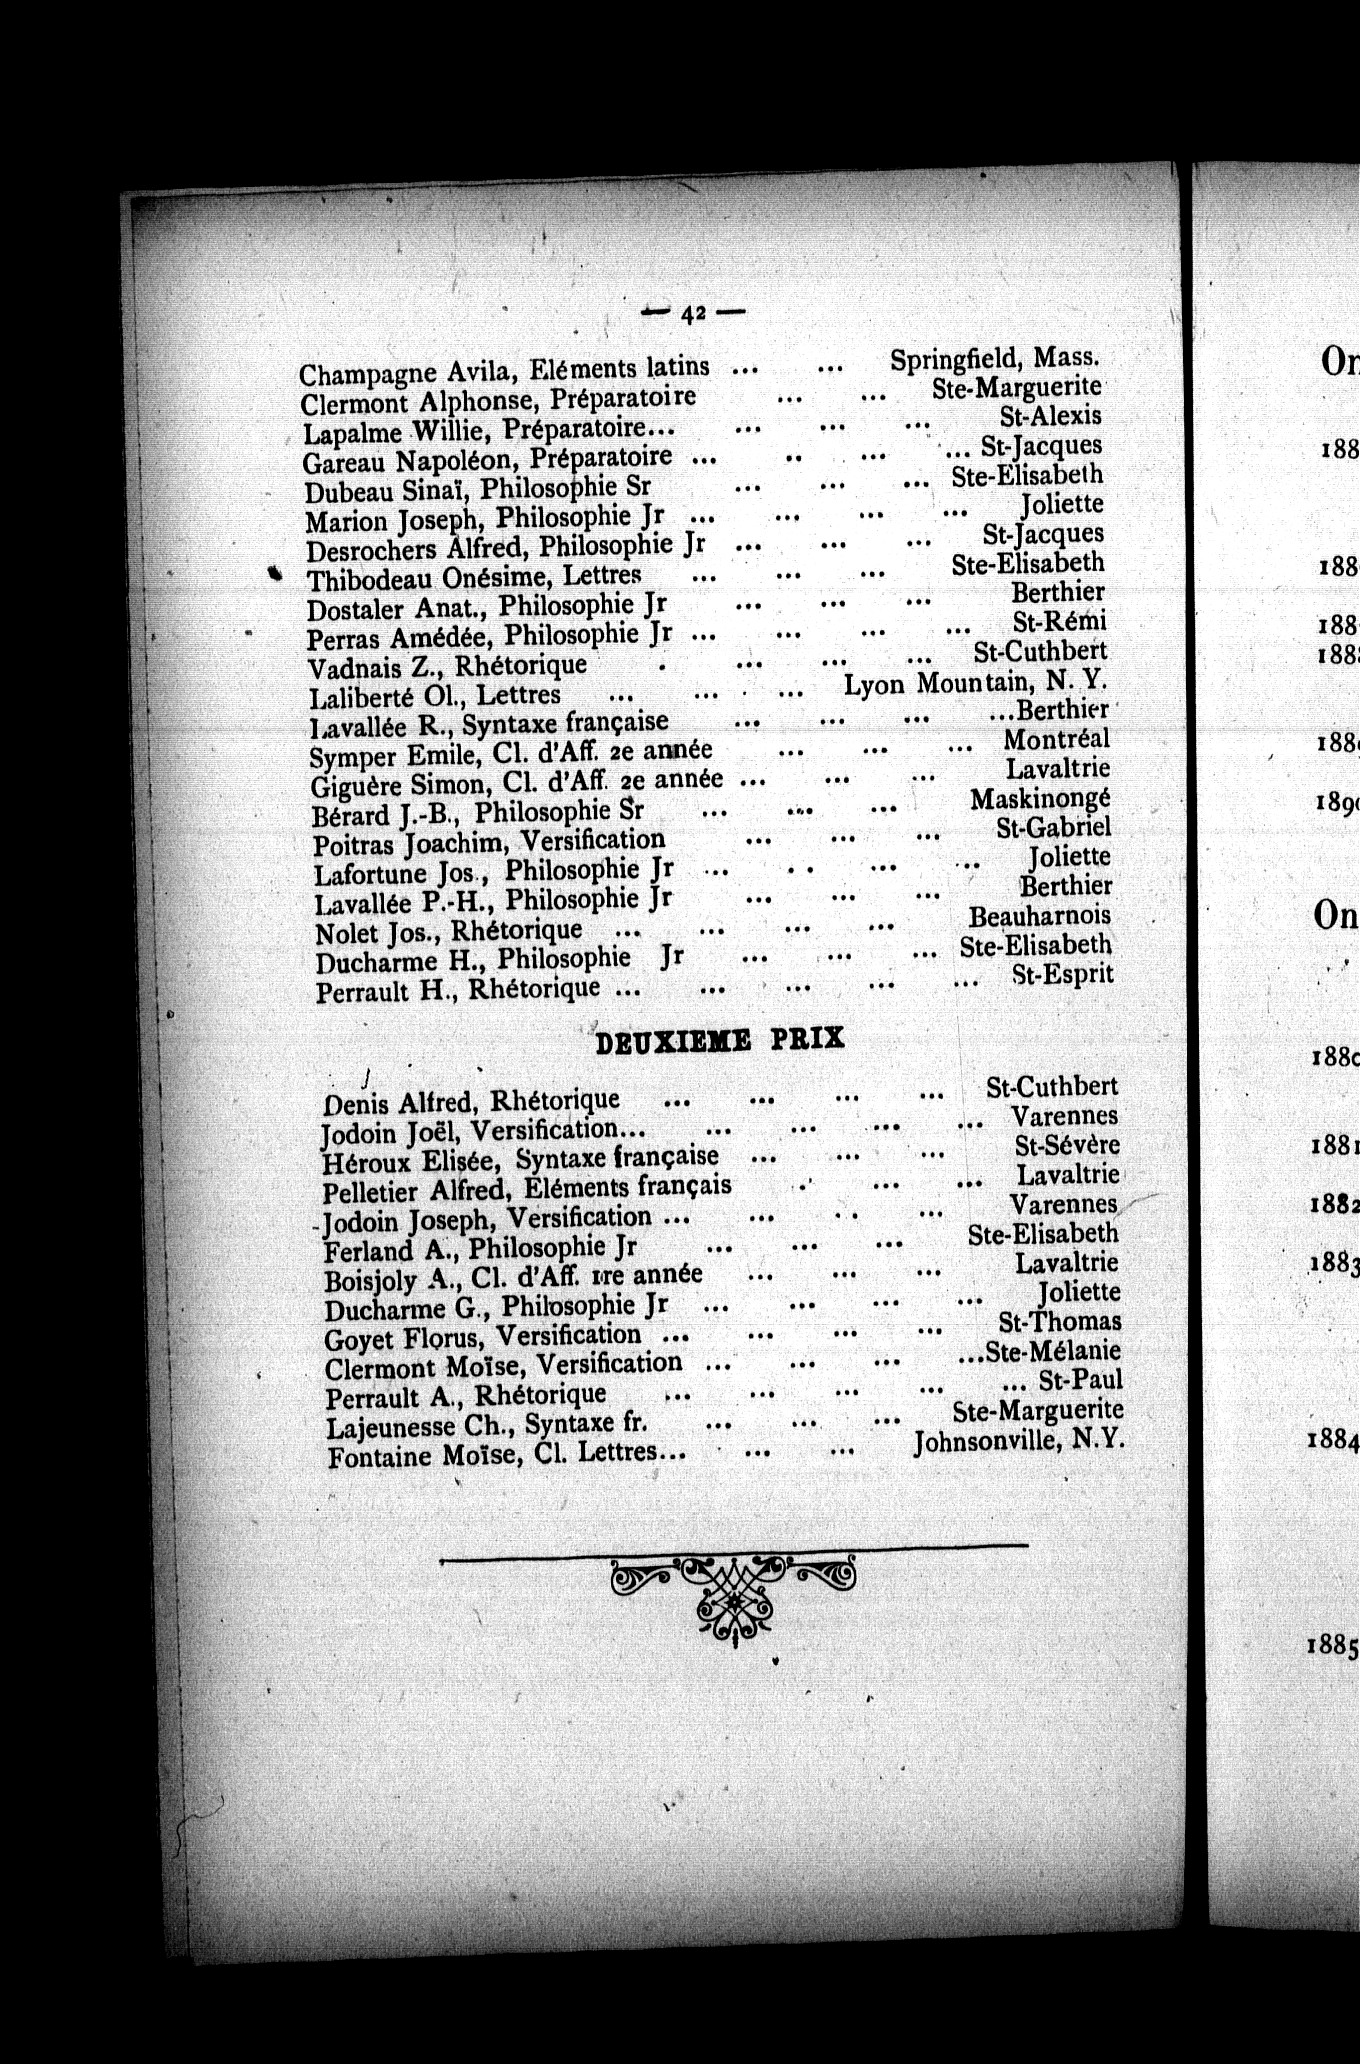 — 42 —
Champagne Avila, Eléments latins ... ... Springfield, Mass.
Clermont Alphonse, Préparatoire ... ... Ste-Marguerite
Lapalme Willie, Préparatoire... ... ... ... St-Alexis
Gareau Napoléon, Préparatoire ... .. ... ... St-Jacques
Dubeau Sinaï, Philosophie Sr ... ... ... Ste-Elisabeth
Marion Joseph, Philosophie Jr ... ... ... ... Joliette
Desrochers Alfred, Philosophie Jr ... ... ... St-Jacques
Thibodeau Onésime, Lettres ... ... ... Ste-Elisabeth
Dostaler Anat., Philosophie Jr ... ... ... Berthier
Perras Amédée, Philosophie Jr ... ... ... ... St-Rémi
Vadnais Z., Rhétorique . ... ... ... St-Cuthbert
Laliberté Ol., Lettres ... ... ... Lyon Mountain, N. Y.
Lavallée R., Syntaxe française ... ... ... ...Berthier
Symper Emile, Cl. d'Aff. 2e année ... ... ... Montréal
Giguère Simon, Cl. d'Aff. 2e année ... ... ... Lavaltrie
Bérard J.-B., Philosophie Sr ... ... ... Maskinongé
Poitras Joachim, Versification ... ... ... St-Gabriel
Lafortune Jos., Philosophie Jr ... .. ... ... Joliette
Lavallée P.-H., Philosophie Jr ... ... ... Berthier
Nolet Jos., Rhétorique ... ... ... ... Beauharnois
Ducharme H., Philosophie Jr ... ... ... Ste-Elisabeth
Perrault H., Rhétorique ... ... ... ... ... St-Esprit
DEUXIEME PRIX
Denis Alfred, Rhétorique ... ... ... ... St-Cuthbert
Jodoin Joël, Versification... ... ... ... ... Varennes
Héroux Elisée, Syntaxe française ... ... ... St-Sévère
Pelletier Alfred, Eléments français .. ... ... Lavaltrie
Jodoin Joseph, Versification ... ... .. ... Varennes
Ferland A., Philosophie Jr ... ... ... Ste-Elisabeth
Boisjoly A., Cl. d'Aff. 1re année ... ... ... Lavaltrie
Ducharme G., Philosophie Jr ... ... ... ... Joliette
Goyet Florus, Versification ... ... ... ... St-Thomas
Clermont Moïse, Versification ... ... ... ...Ste-Mélanie
Perrault A., Rhétorique ... ... ... ... ... St-Paul
Lajeunesse Ch., Syntaxe fr. ... ... ... Ste-Marguerite
Fontaine Moïse, Cl. Lettres... ... ... Johnsonville, N.Y.
On
1881
1882
1883
1884
1885